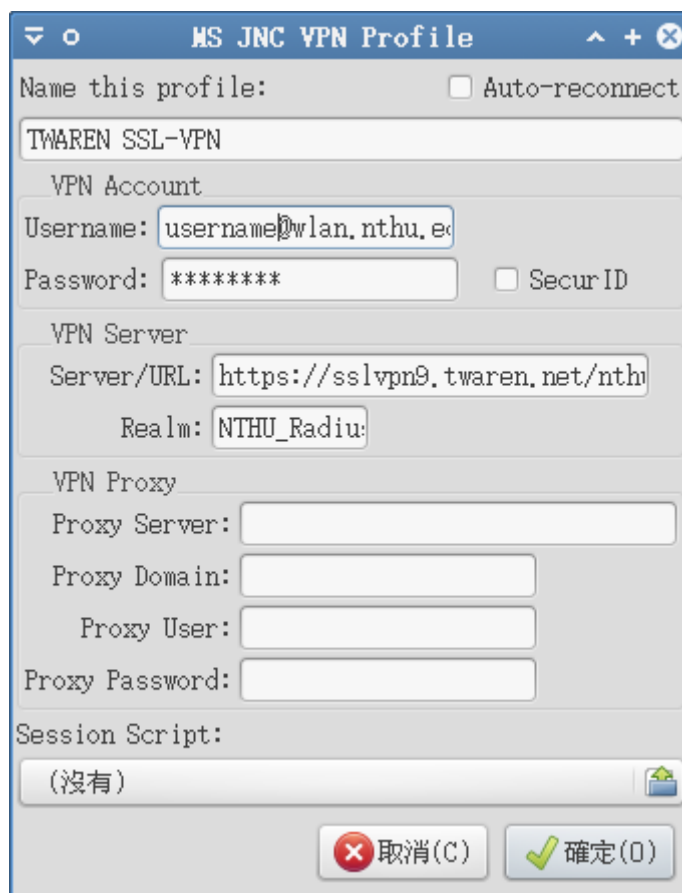 MS JNC VPN Profile
Name this profile: Auto-reconnect
TWAREN SSL-VPN
VPN Account
Username: username@wlan.nthu.e
Password: ******** SecurID
VPN Server
Server/URL: https://sslvpn9.twaren.net/nthu
Realm: NTHU_Radius
VPN Proxy
Proxy Server:
Proxy Domain:
Proxy User:
Proxy Password:
Session Script:
(沒有)
取消(C) 確定(O)